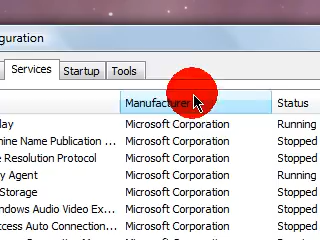 guration
Services Startup Tools
Manufacturer Status
lay Microsoft Corporation Running
hine Name Publication ... Microsoft Corporation Stopped
e Resolution Protocol Microsoft Corporation Stopped
y Agent Microsoft Corporation Running
Storage Microsoft Corporation Stopped
ndows Audio Video Ex... Microsoft Corporation Stopped
ccess Auto Connection... Microsoft Corporation Stopped